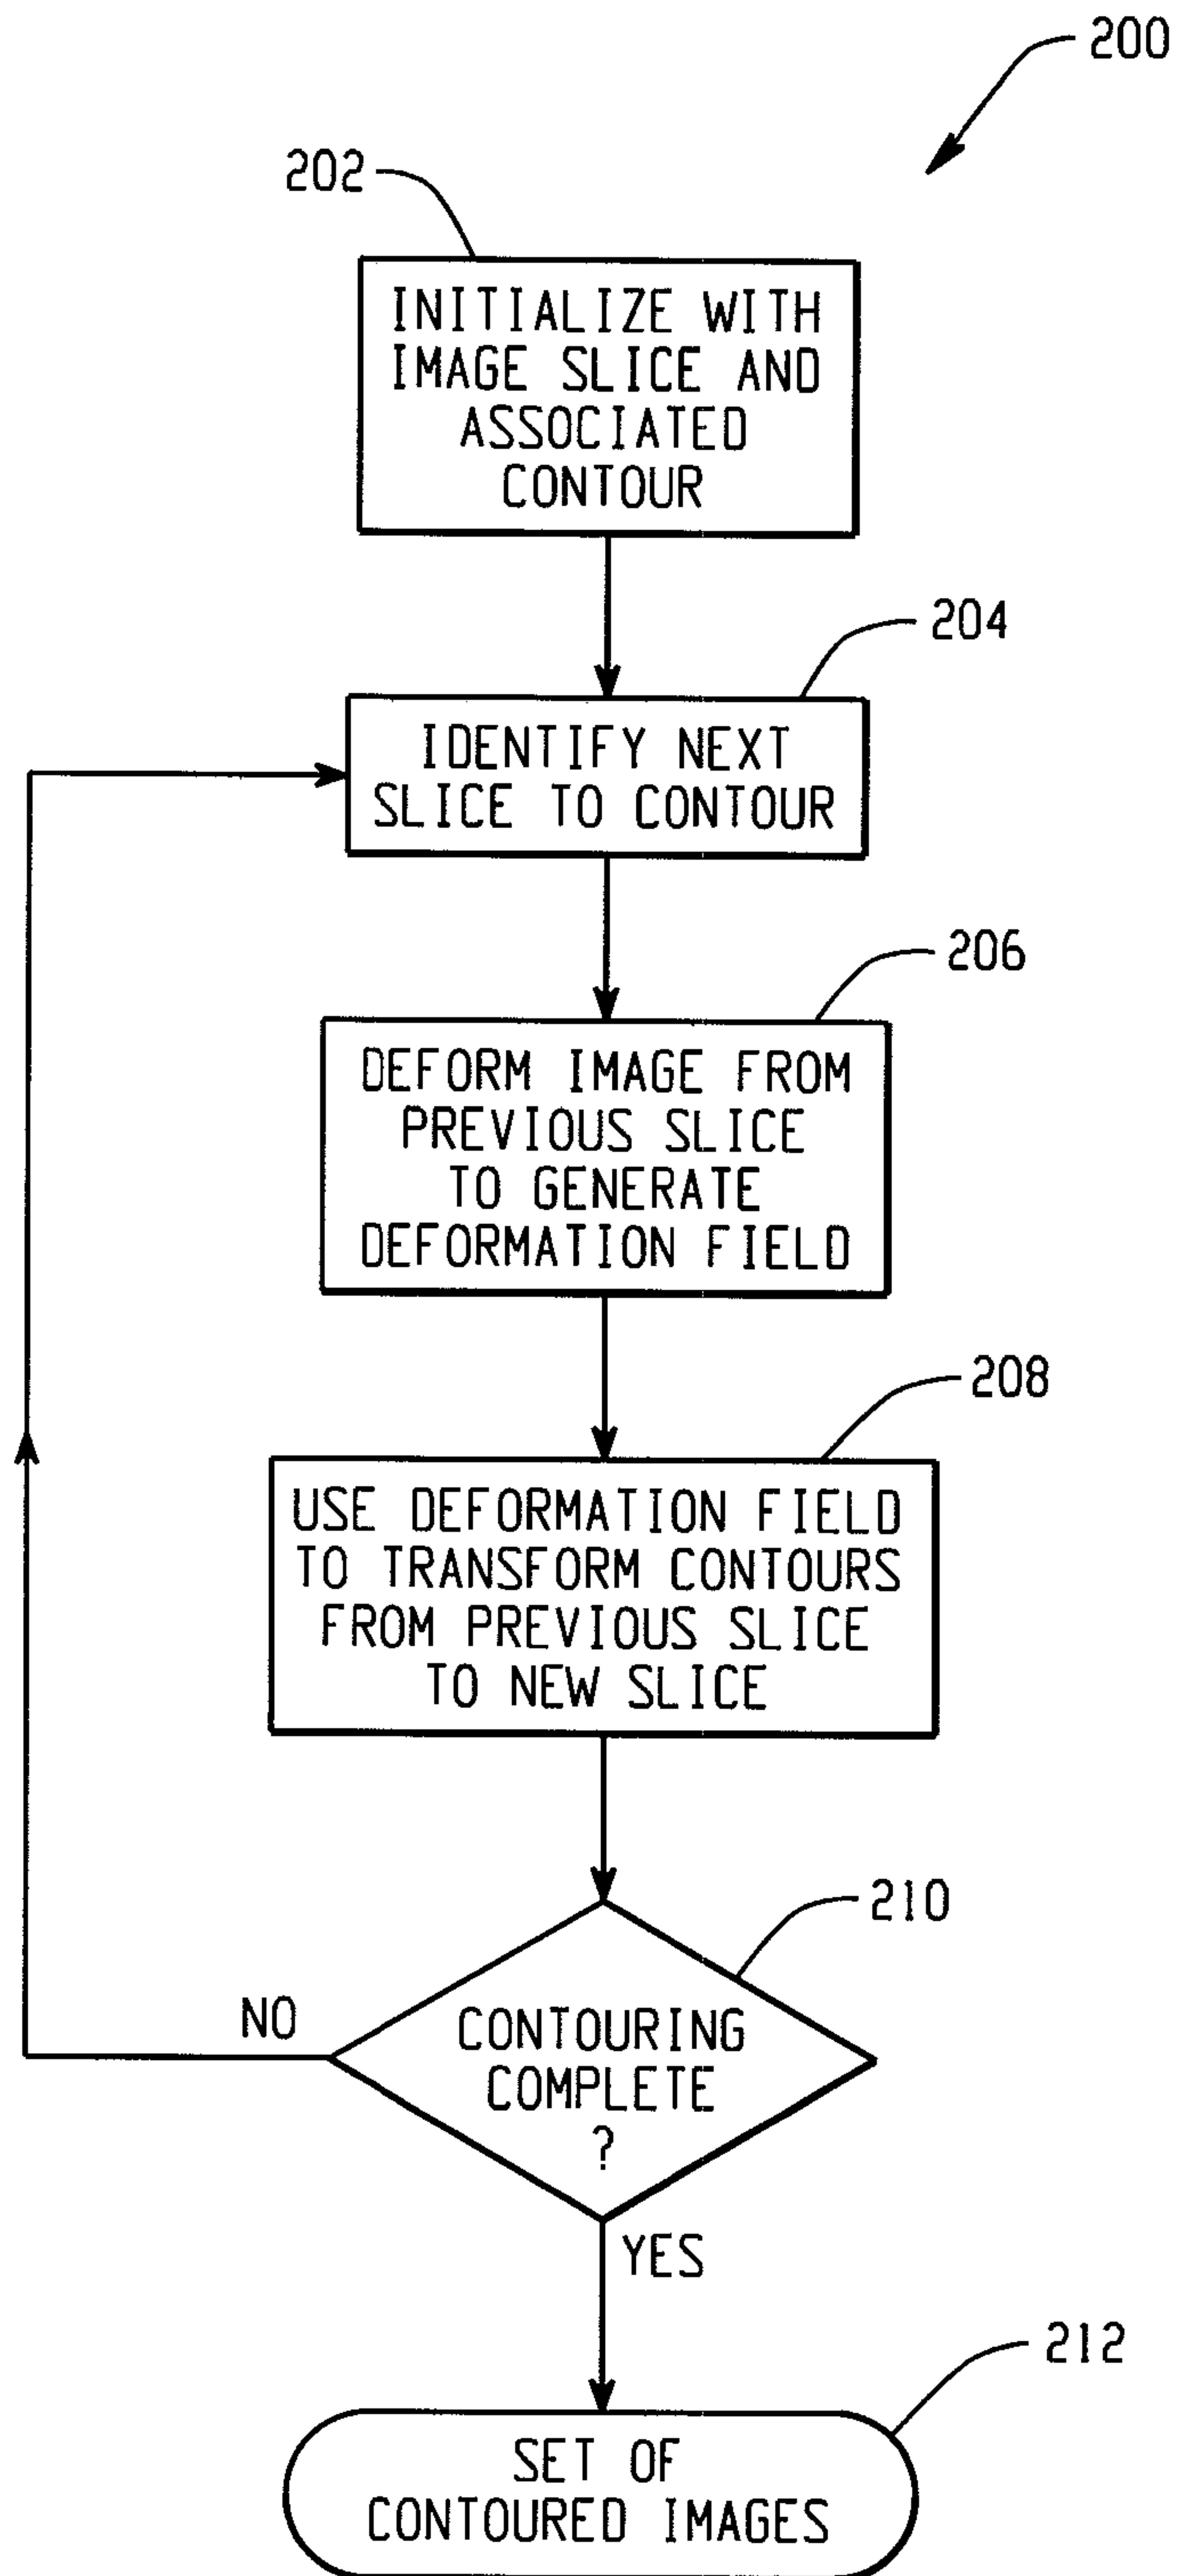 200
202
INITIALIZE WITH
IMAGE SLICE AND
ASSOCIATED
CONTOUR
204
IDENTIFY NEXT
SLICE TO CONTOUR
206
DEFORM IMAGE FROM
PREVIOUS SLICE
TO GENERATE
DEFORMATION FIELD
208
USE DEFORMATION FIELD
TO TRANSFORM CONTOURS
FROM PREVIOUS SLICE
TO NEW SLICE
210
NO
CONTOURING
COMPLETE
?
YES
212
SET OF
CONTOURED IMAGES